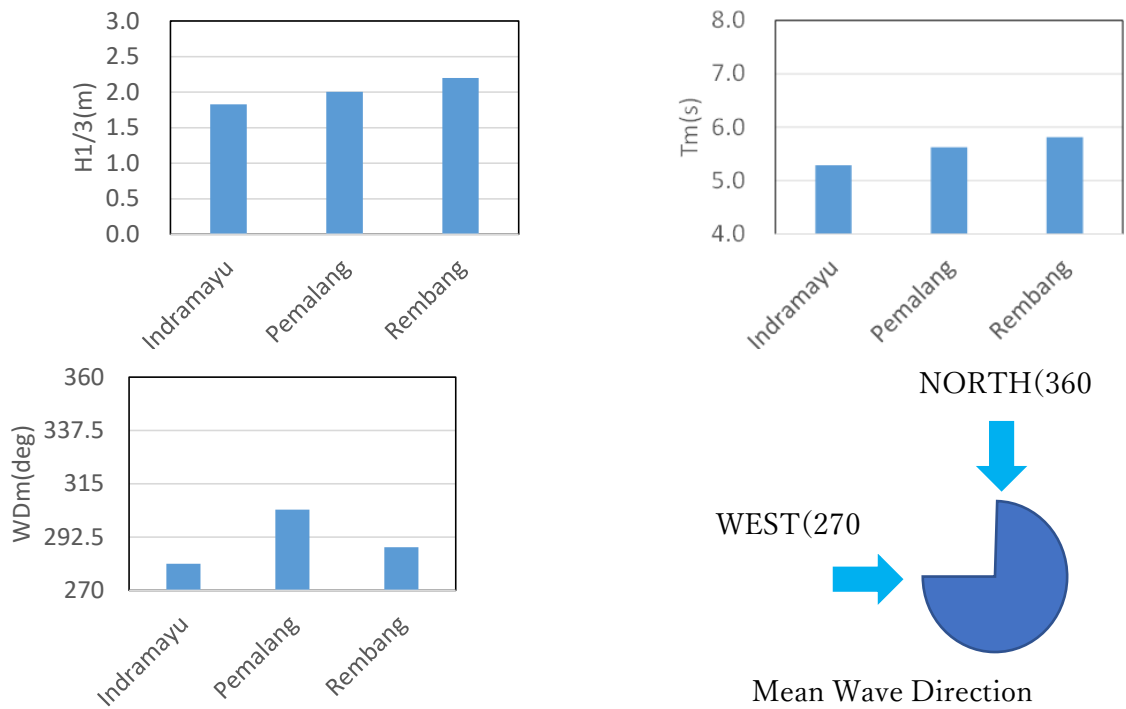 H1/3(m)
3.0
2.5
2.0
1.5
1.0
0.5
0.0
Indramayu
Pemalang
Rembang
Tm(s)
8.0
7.0
6.0
5.0
4.0
Indramayu
Pemalang
Rembang
WDm(deg)
360
337.5
315
292.5
270
Indramayu
Pemalang
Rembang
NORTH(360
WEST(270
Mean Wave Direction